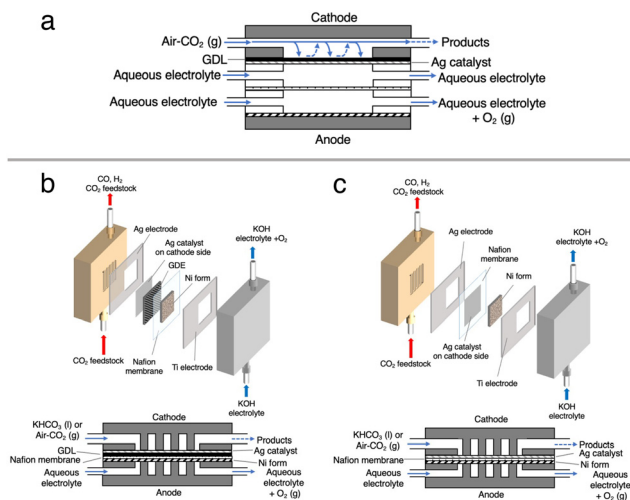 a
Cathode
Air-CO₂ (g)
Products
GDL
Ag catalyst
Aqueous electrolyte
Aqueous electrolyte
Aqueous electrolyte
Aqueous electrolyte
+ O₂ (g)
Anode
b
CO, H₂
CO₂ feedstock
Ag electrode
Ag catalyst
on cathode side
GDE
Ni form
KOH
electrolyte +O₂
CO₂ feedstock
Nafion
membrane
Ti electrode
KOH
electrolyte
KHCO₃ (l) or
Air-CO₂ (g)
Cathode
Products
GDL
Ag catalyst
Nafion membrane
Ni form
Aqueous
electrolyte
Aqueous
electrolyte
+ O₂ (g)
Anode
c
CO, H₂
CO₂ feedstock
Ag electrode
Nafion
membrane
Ni form
KOH
electrolyte +O₂
CO₂ feedstock
Ag catalyst
on cathode side
Ti electrode
KOH
electrolyte
KHCO₃ (l) or
Air-CO₂ (g)
Cathode
Products
Ag catalyst
Nafion membrane
Ni form
Aqueous
electrolyte
Aqueous
electrolyte
+ O₂ (g)
Anode